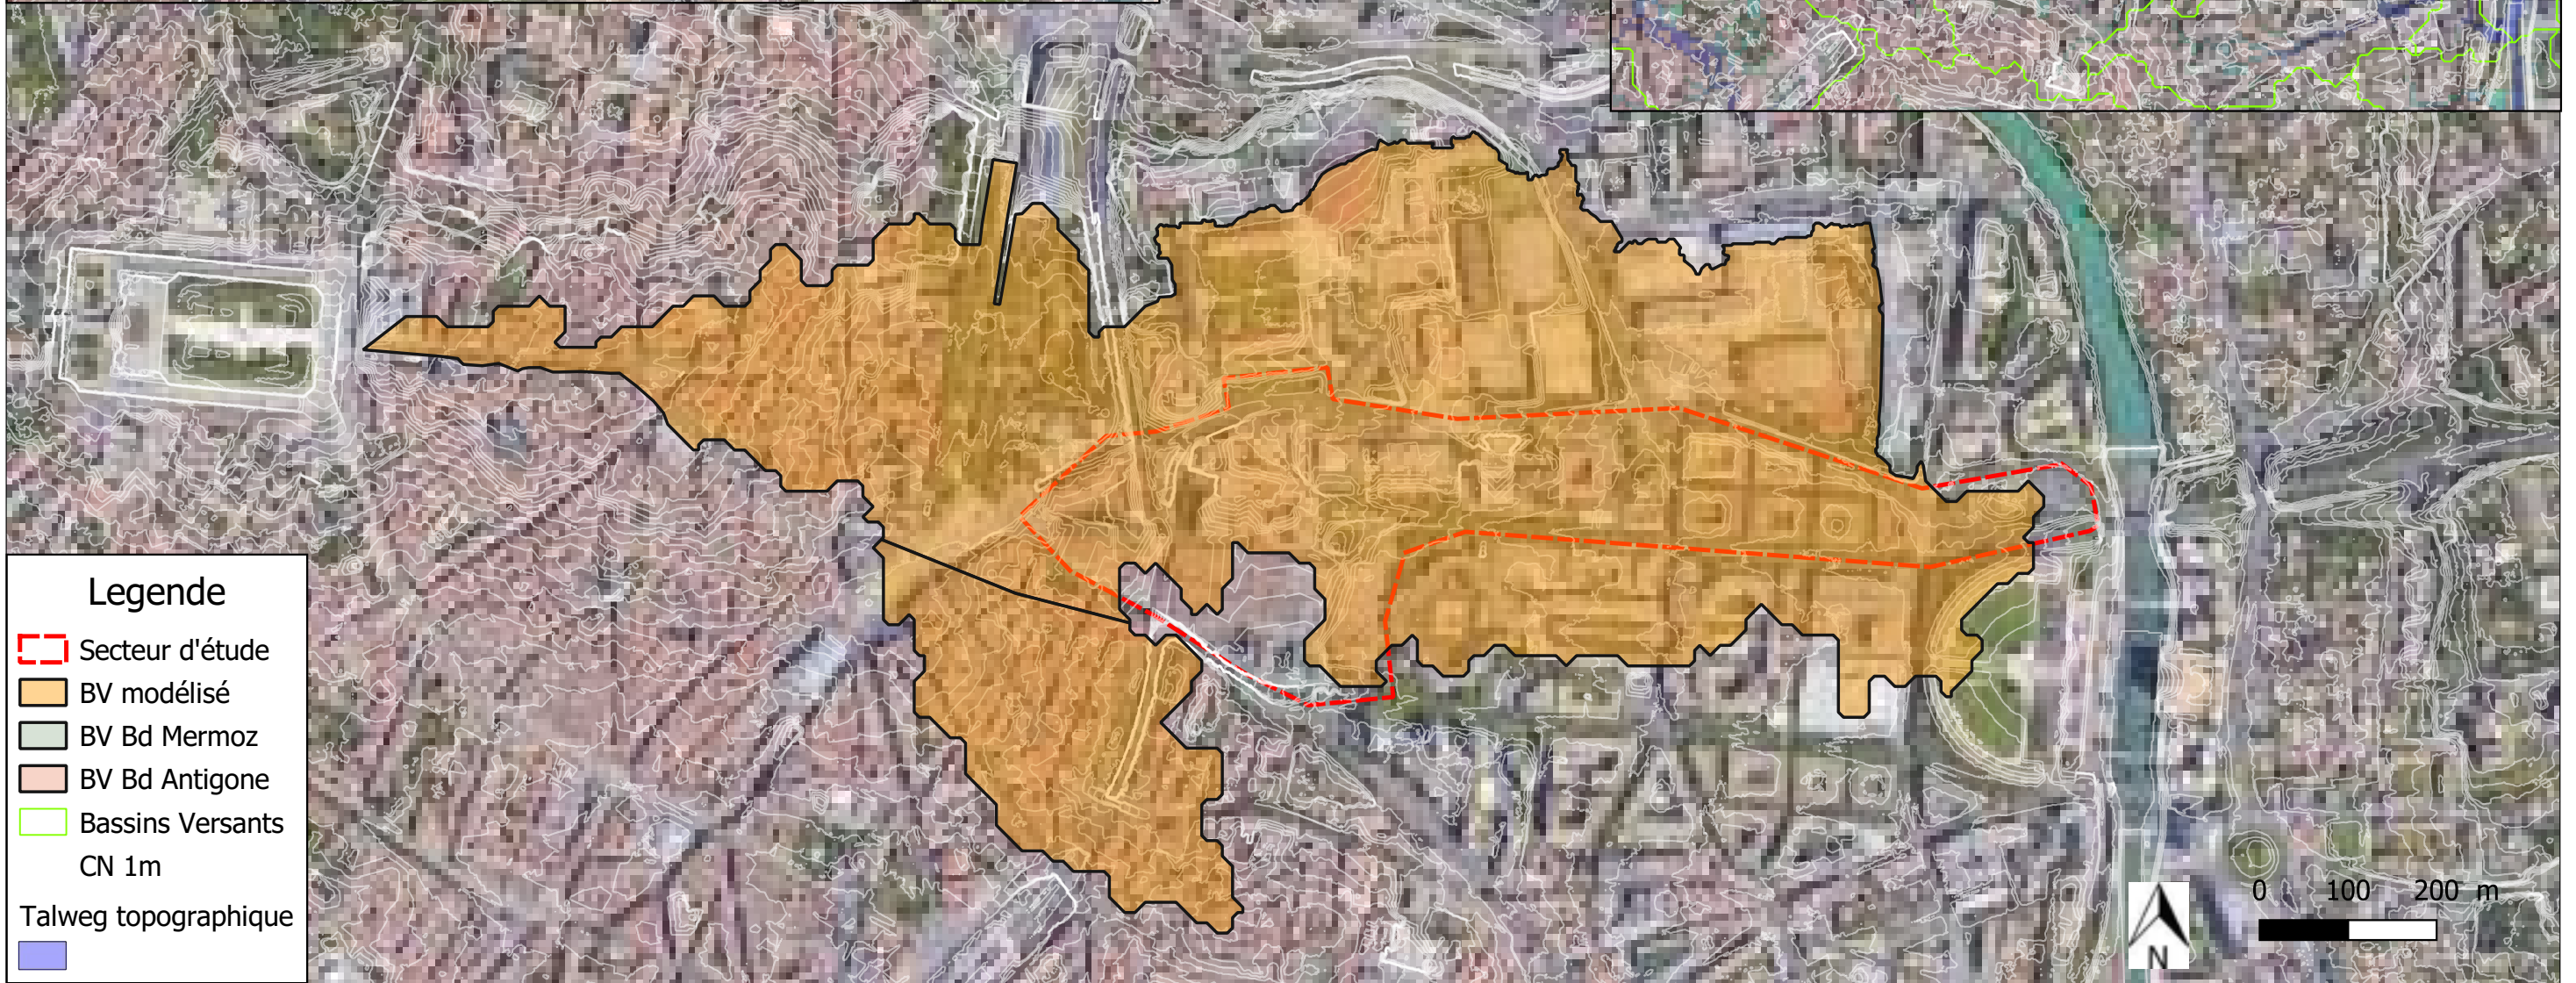 Legende
Secteur d'étude
BV modélisé
BV Bd Mermoz
BV Bd Antigone
Bassins Versants
CN 1m
Talweg topographique
0 100 200 m
N